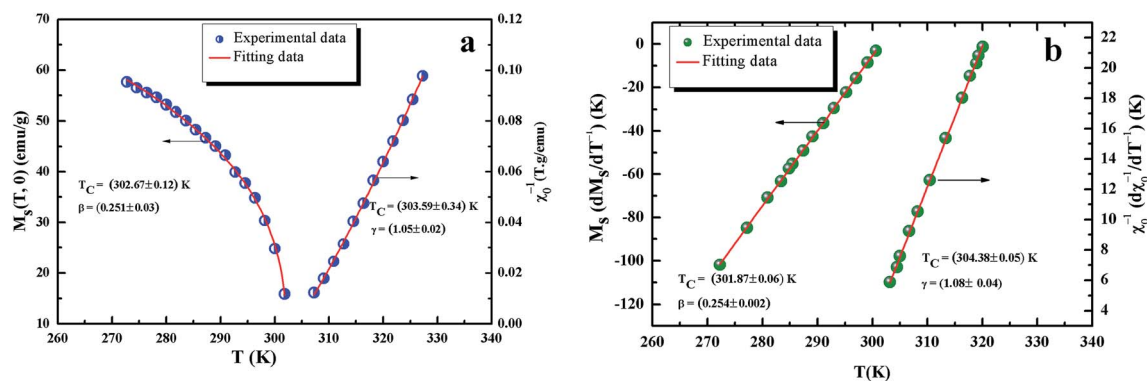 a
Experimental data
Fitting data
M_S(T, 0) (emu/g)
70
60
50
40
30
20
10
T_C = (302.67±0.12) K
β = (0.251±0.03)
T_C = (303.59±0.34) K
γ = (1.05±0.02)
0.12
0.10
0.08
0.06
0.04
0.02
0.00
χ₀⁻¹ (T.g/emu)
260 270 280 290 300 310 320 330 340
T (K)
b
Experimental data
Fitting data
M_S (dM_S/dT⁻¹) (K)
0
-20
-40
-60
-80
-100
-120
T_C = (301.87±0.06) K
β = (0.254±0.002)
T_C = (304.38±0.05) K
γ = (1.08± 0.04)
22
20
18
16
14
12
10
8
6
4
χ₀⁻¹ (dχ₀⁻¹/dT⁻¹) (K)
260 270 280 290 300 310 320 330
T(K)